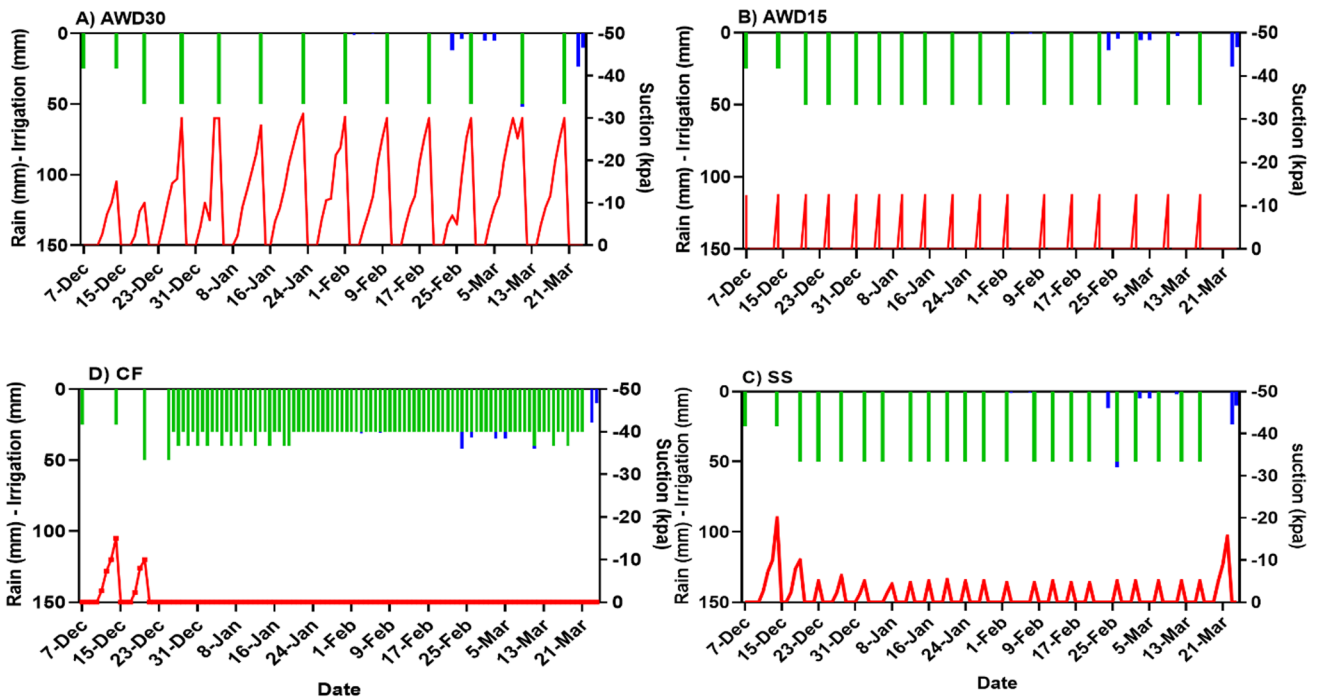 A) AWD30
0
50
100
150
Rain (mm)- Irrigation (mm)
-50
-40
-30
-20
-10
0
Suction (kpa)
7-Dec
15-Dec
23-Dec
31-Dec
8-Jan
16-Jan
24-Jan
1-Feb
9-Feb
17-Feb
25-Feb
5-Mar
13-Mar
21-Mar
B) AWD15
0
50
100
150
Rain (mm) - Irrigation (mm)
-50
-40
-30
-20
-10
0
Suction (kpa)
7-Dec
15-Dec
23-Dec
31-Dec
8-Jan
16-Jan
24-Jan
1-Feb
9-Feb
17-Feb
25-Feb
5-Mar
13-Mar
21-Mar
D) CF
0
50
100
150
Rain (mm) - Irrigation (mm)
-50
-40
-30
-20
-10
0
Suction (kpa)
7-Dec
15-Dec
23-Dec
31-Dec
8-Jan
16-Jan
24-Jan
1-Feb
9-Feb
17-Feb
25-Feb
5-Mar
13-Mar
21-Mar
Date
C) SS
0
50
100
150
Rain (mm) - Irrigation (mm)
-50
-40
-30
-20
-10
0
suction (kpa)
7-Dec
15-Dec
23-Dec
31-Dec
8-Jan
16-Jan
24-Jan
1-Feb
9-Feb
17-Feb
25-Feb
5-Mar
13-Mar
21-Mar
Date